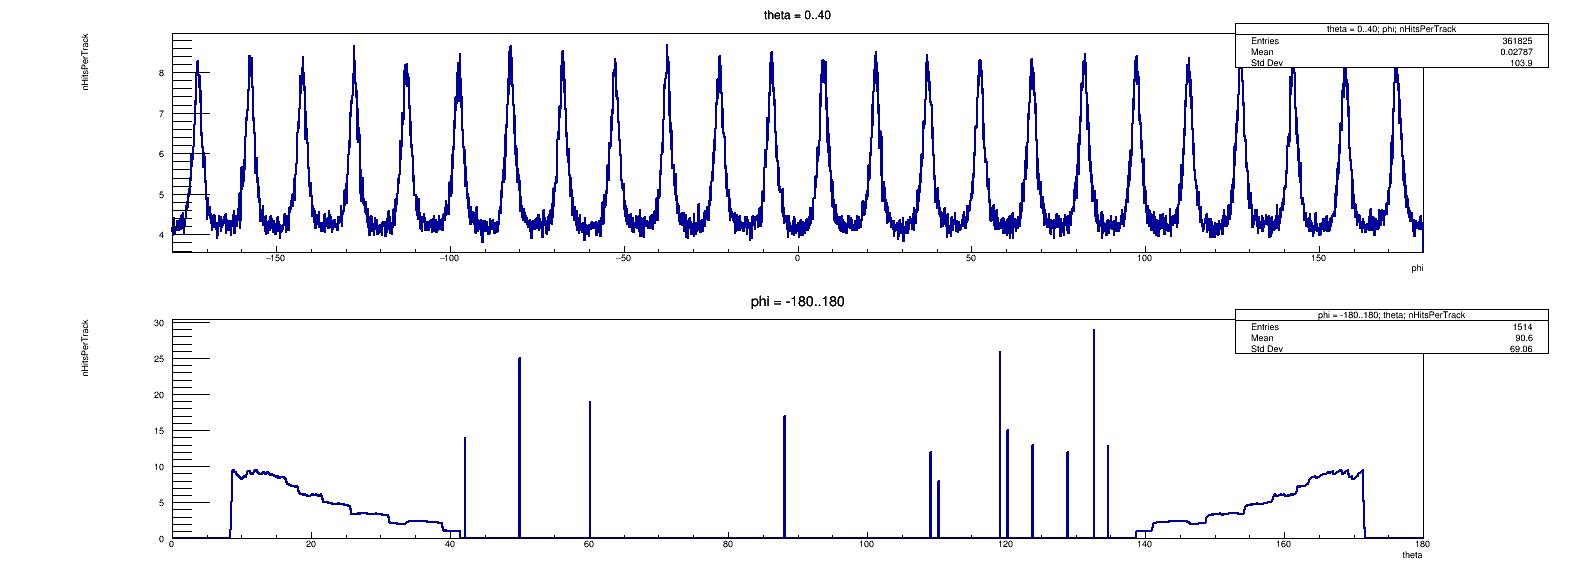 theta = 0..40
nHitsPerTrack
theta = 0..40; phi; nHitsPerTrack
Entries 361825
Mean 0.02787
Std Dev 103.9
8
7
6
5
4
−150 −100 −50 0 50 100 150
phi
phi = -180..180
nHitsPerTrack
phi = -180..180; theta; nHitsPerTrack
Entries 1514
Mean 90.6
Std Dev 69.06
30
25
20
15
10
5
0
0 20 40 60 80 100 120 140 160 180
theta